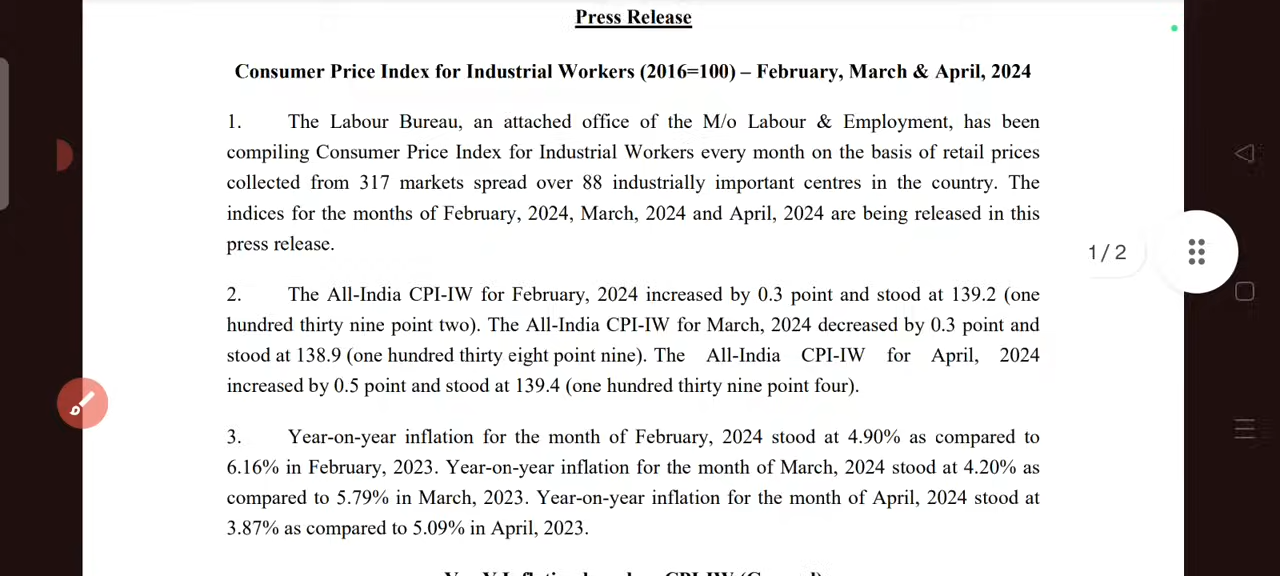 Press Release
Consumer Price Index for Industrial Workers (2016=100) – February, March & April, 2024
1. The Labour Bureau, an attached office of the M/o Labour & Employment, has been
compiling Consumer Price Index for Industrial Workers every month on the basis of retail prices
collected from 317 markets spread over 88 industrially important centres in the country. The
indices for the months of February, 2024, March, 2024 and April, 2024 are being released in this
press release.
1 / 2
2. The All-India CPI-IW for February, 2024 increased by 0.3 point and stood at 139.2 (one
hundred thirty nine point two). The All-India CPI-IW for March, 2024 decreased by 0.3 point and
stood at 138.9 (one hundred thirty eight point nine). The All-India CPI-IW for April, 2024
increased by 0.5 point and stood at 139.4 (one hundred thirty nine point four).
3. Year-on-year inflation for the month of February, 2024 stood at 4.90% as compared to
6.16% in February, 2023. Year-on-year inflation for the month of March, 2024 stood at 4.20% as
compared to 5.79% in March, 2023. Year-on-year inflation for the month of April, 2024 stood at
3.87% as compared to 5.09% in April, 2023.